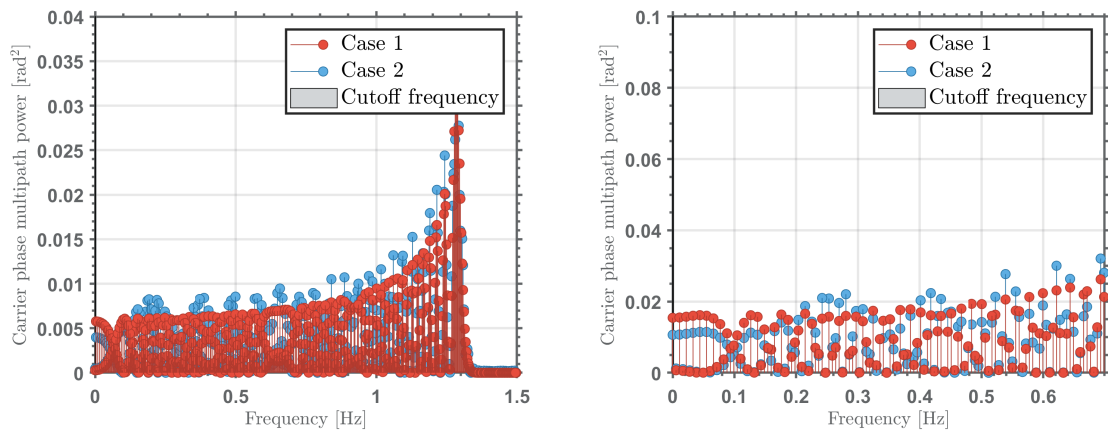 Carrier phase multipath power [rad²]
0.04
0.035
0.03
0.025
0.02
0.015
0.01
0.005
0
0 0.5 1 1.5
Frequency [Hz]
Case 1
Case 2
Cutoff frequency
Carrier phase multipath power [rad²]
0.1
0.08
0.06
0.04
0.02
0
0 0.1 0.2 0.3 0.4 0.5 0.6
Frequency [Hz]
Case 1
Case 2
Cutoff frequency